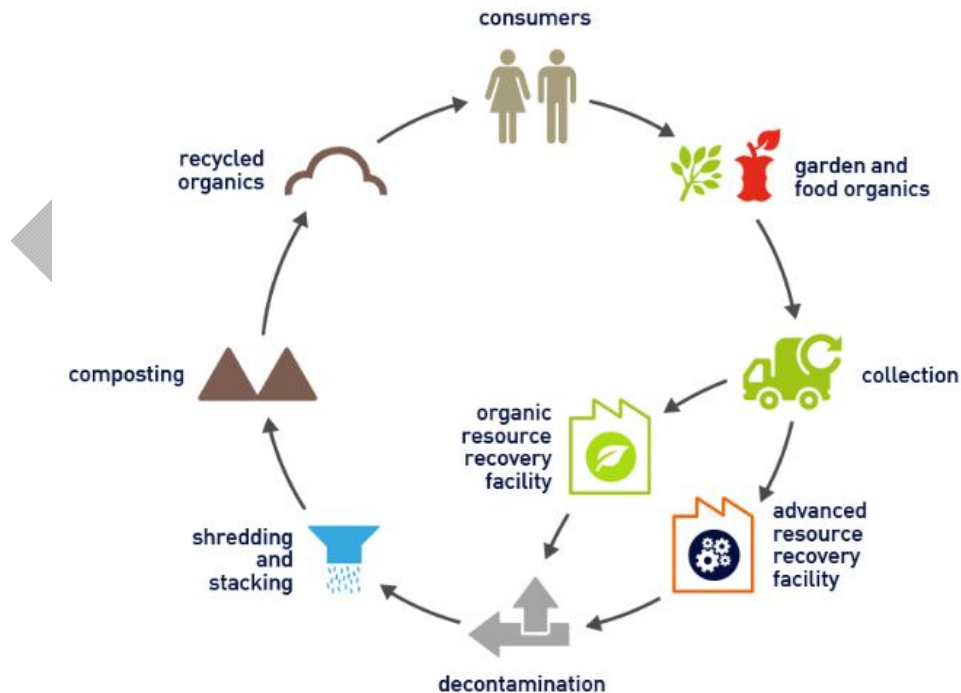 consumers
garden and
food organics
collection
organic
resource
recovery
facility
advanced
resource
recovery
facility
decontamination
shredding
and
stacking
composting
recycled
organics